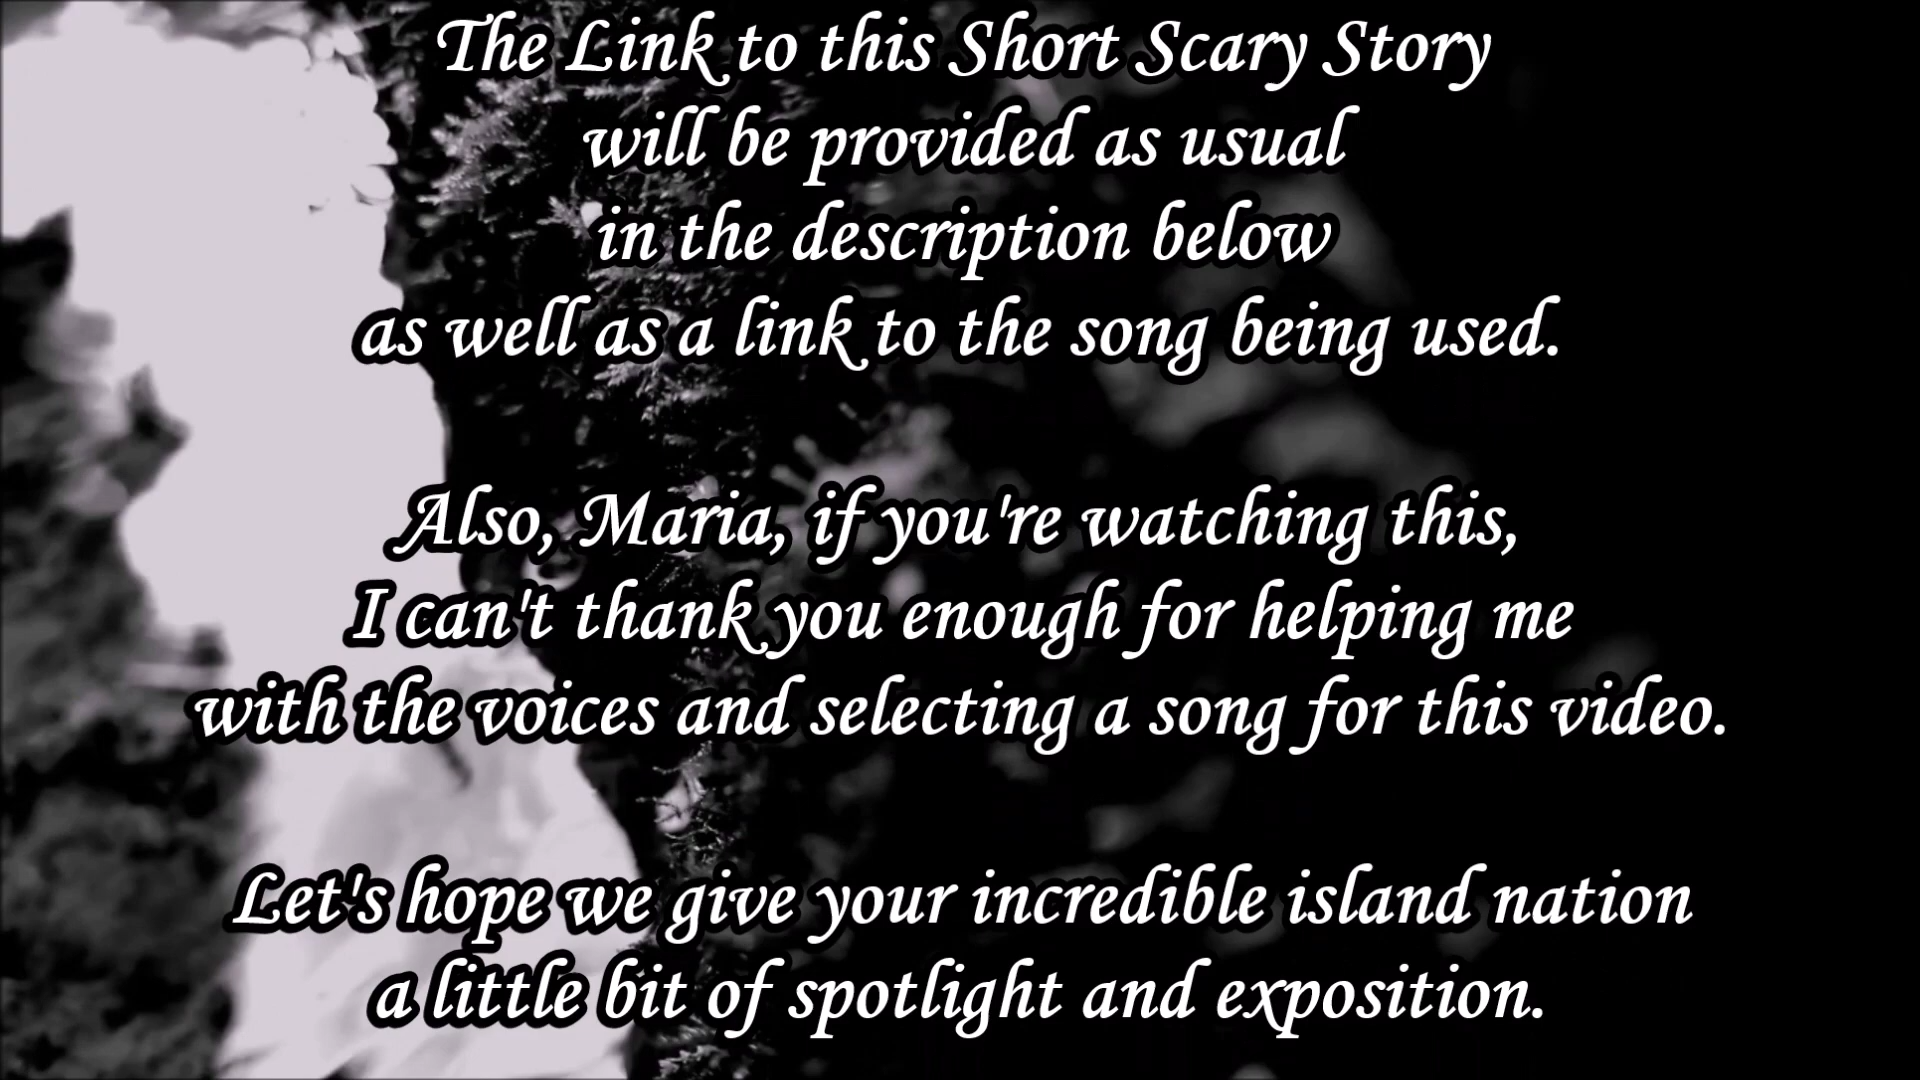 The Link to this Short Scary Story
will be provided as usual
in the description below
as well as a link to the song being used.
Also, Maria, if you're watching this,
I can't thank you enough for helping me
with the voices and selecting a song for this video.
Let's hope we give your incredible island nation
a little bit of spotlight and exposition.